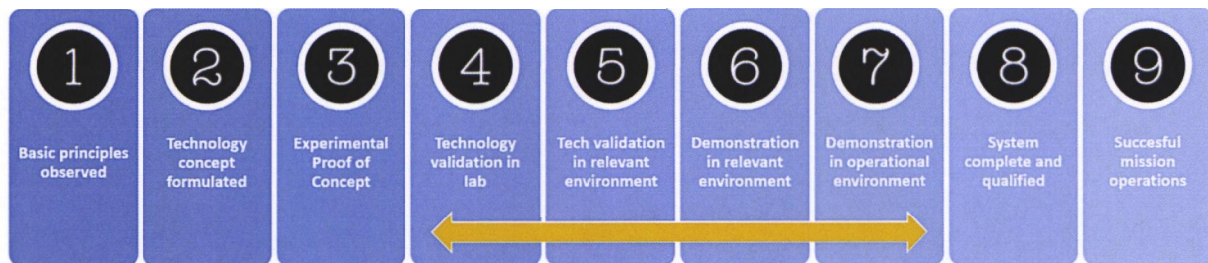 1
Basic principles
observed
2
Technology
concept
formulated
3
Experimental
Proof of
Concept
4
Technology
validation in
lab
5
Tech validation
in relevant
environment
6
Demonstration
in relevant
environment
7
Demonstration
in operational
environment
8
System
complete and
qualified
9
Succesful
mission
operations